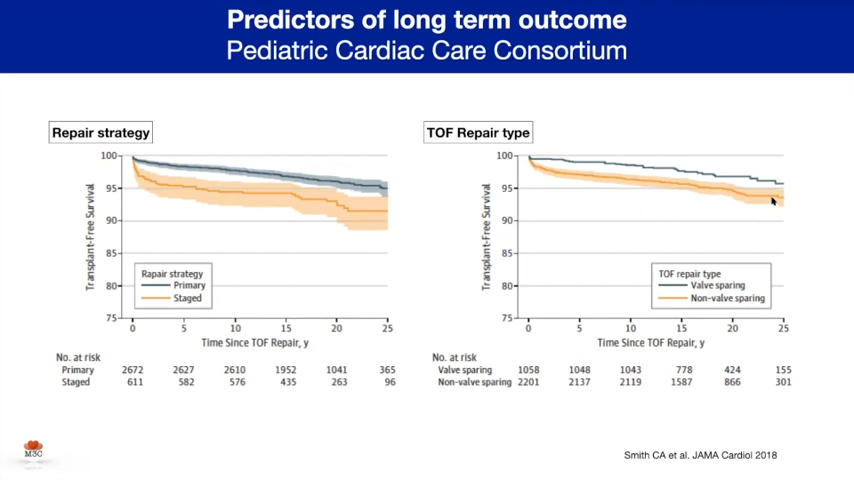 Predictors of long term outcome
Pediatric Cardiac Care Consortium
Repair strategy
100
95
90
85
80
75
Transplant-Free Survival
Rapair strategy
Primary
Staged
0 5 10 15 20 25
Time Since TOF Repair, y
No. at risk
Primary 2672 2627 2610 1952 1041 365
Staged 611 582 576 435 263 96
TOF Repair type
100
95
90
85
80
75
Transplant-Free Survival
TOF repair type
Valve sparing
Non-valve sparing
0 5 10 15 20 25
Time Since TOF Repair, y
No. at risk
Valve sparing 1058 1048 1043 778 424 155
Non-valve sparing 2201 2137 2119 1587 866 301
M3C
Smith CA et al. JAMA Cardiol 2018